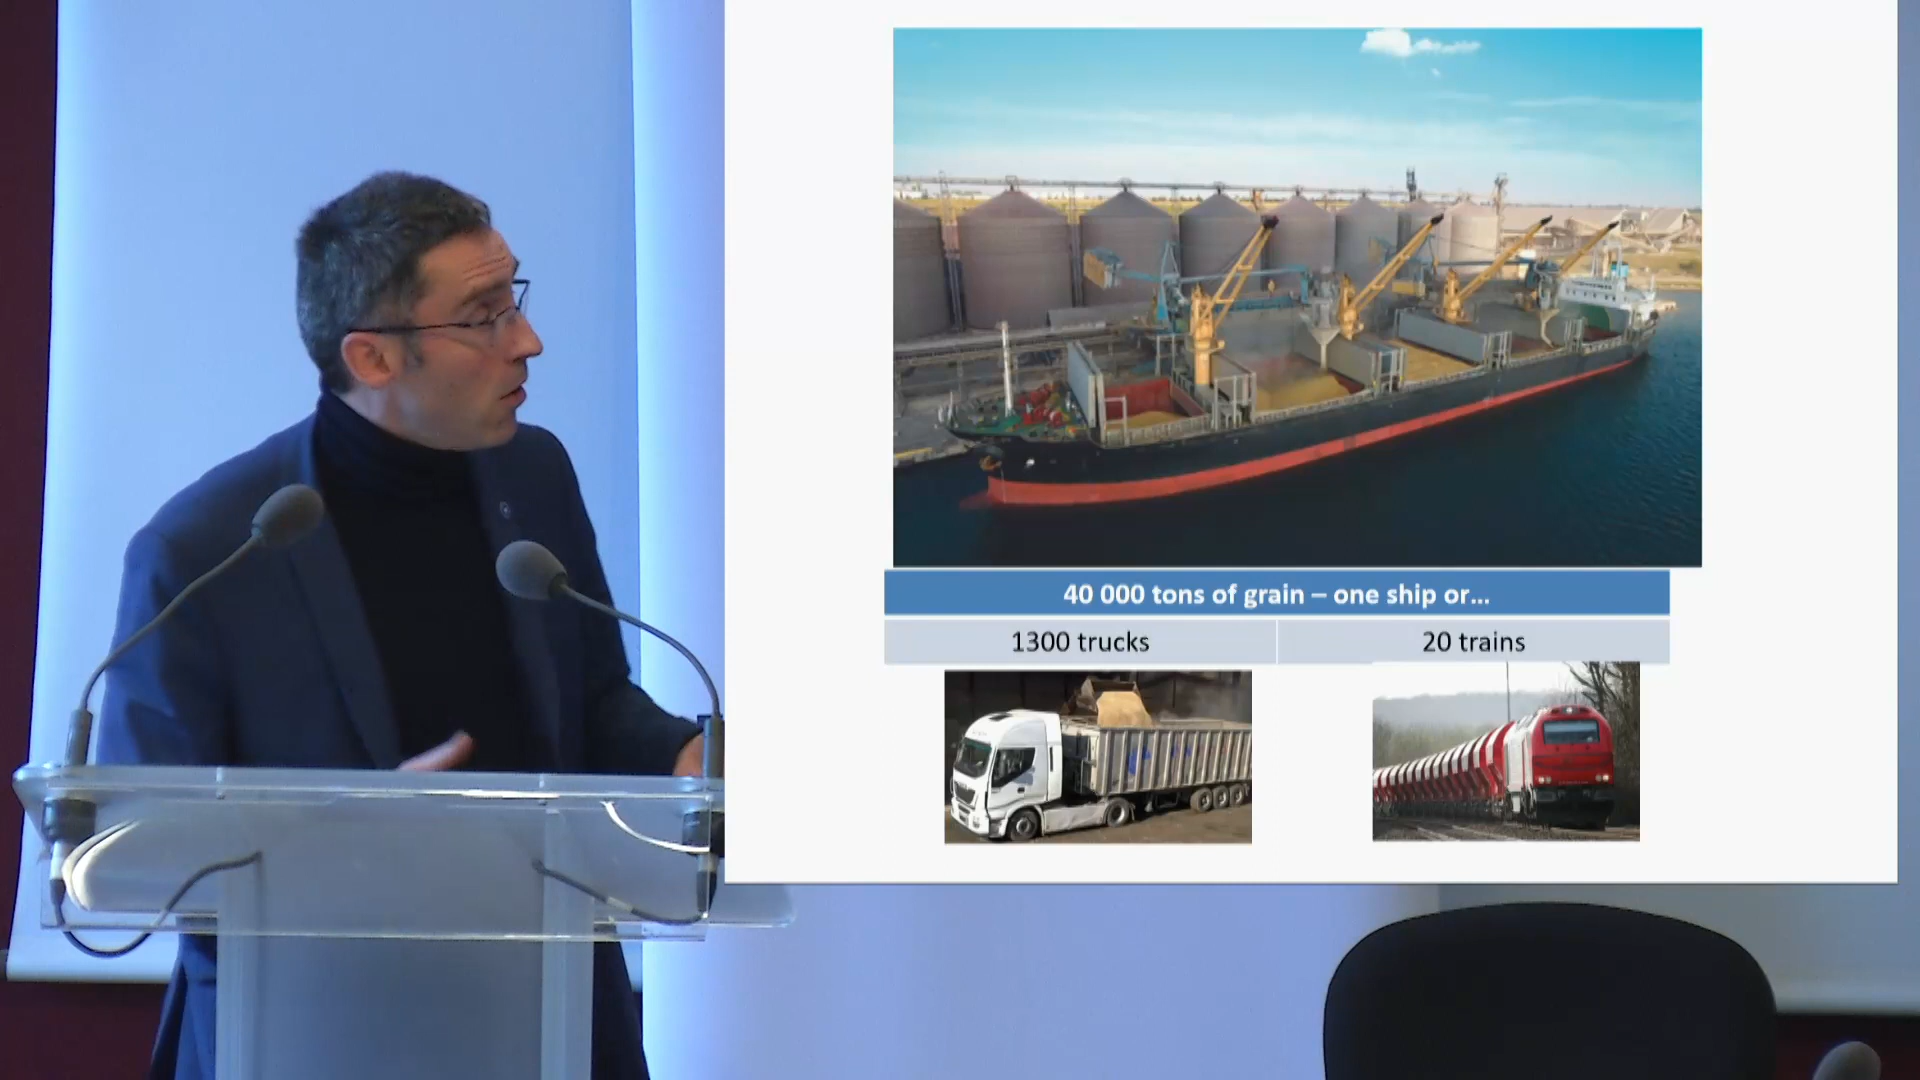 40 000 tons of grain – one ship or...
1300 trucks
20 trains